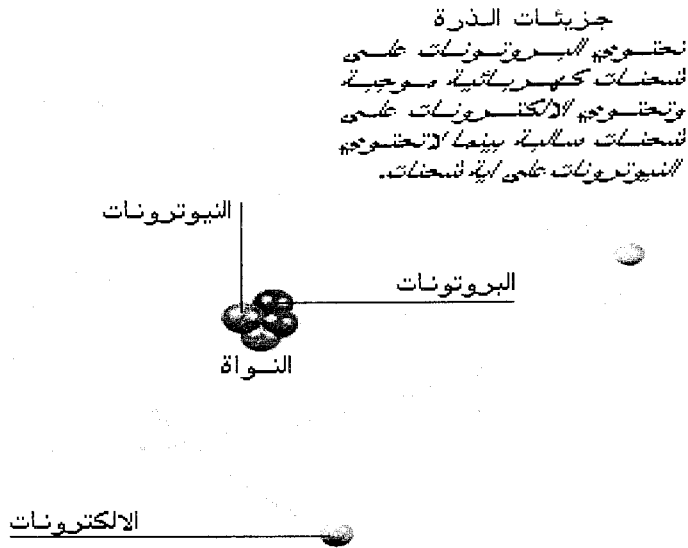 جزيئات الذرة
تحتوي البروتونات على
شحنات كهربائية موجبة
وتحتوي الالكترونات على
شحنات سالبة بينما لاتحتوي
النيوترونات على اية شحنات.
النيوترونات
البروتونات
النواة
الالكترونات